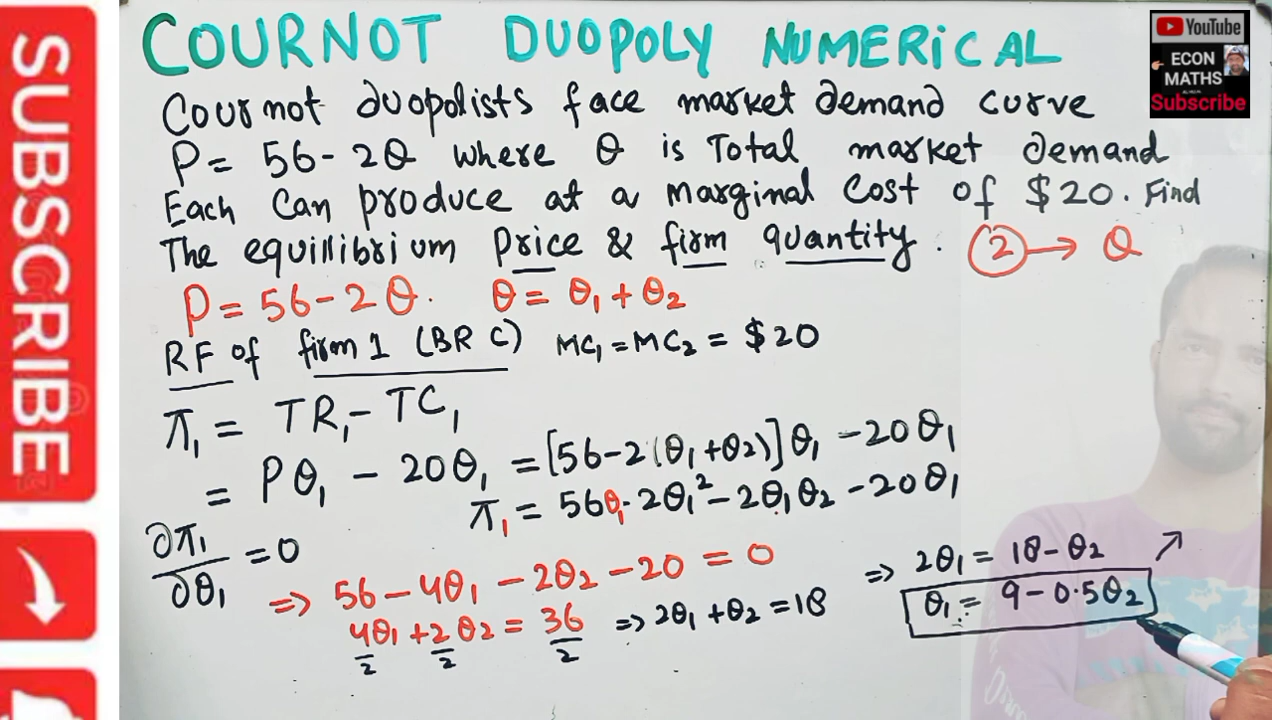 SUBSCRIBE
COURNOT DUOPOLY NUMERICAL
YouTube
ECON
MATHS
Subscribe
Cournot duopolists face market demand curve
P = 56 - 2Q where Q is Total market demand
Each Can produce at a marginal Cost of $20. Find
The equillibrium Price & firm quantity. ② → Q
P = 56 - 2Q. Q = Q₁ + Q₂
RF of firm 1 (BRC) MC₁ = MC₂ = $20
π₁ = TR₁ - TC₁
= PQ₁ - 20Q₁ = [56 - 2(Q₁ + Q₂)]Q₁ - 20Q₁
π₁ = 56Q₁ - 2Q₁² - 2Q₁Q₂ - 20Q₁
∂π₁/∂Q₁ = 0 => 56 - 4Q₁ - 2Q₂ - 20 = 0
4Q₁/2 + 2Q₂/2 = 36/2 => 2Q₁ + Q₂ = 18
=> 2Q₁ = 18 - Q₂
Q₁ = 9 - 0.5Q₂